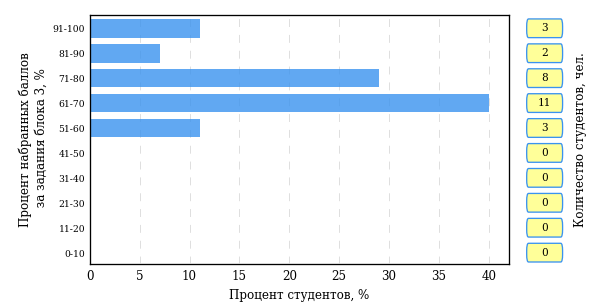 91-100 3
81-90 2
71-80 8
61-70 11
51-60 3
41-50 0
31-40 0
21-30 0
11-20 0
0-10 0
0 5 10 15 20 25 30 35 40
Процент студентов, %
Процент набранных баллов
за задания блока 3, %
Количество студентов, чел.